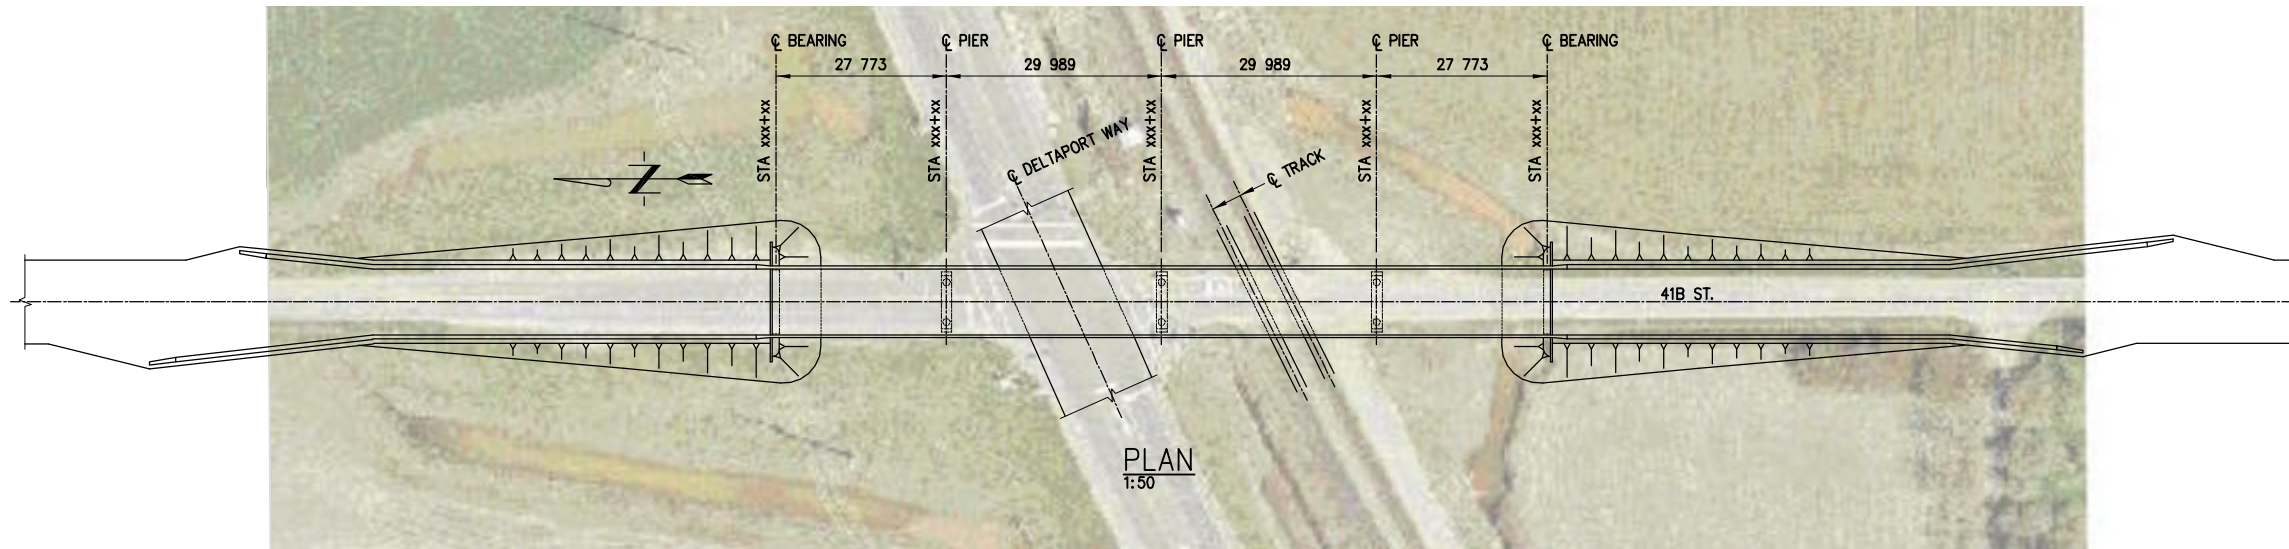 ℄ BEARING
℄ PIER
℄ PIER
℄ PIER
℄ BEARING
27 773
29 989
29 989
27 773
STA xxx+xx
STA xxx+xx
STA xxx+xx
STA xxx+xx
STA xxx+xx
℄ DELTAPORT WAY
℄ TRACK
N
41B ST.
PLAN
1:50